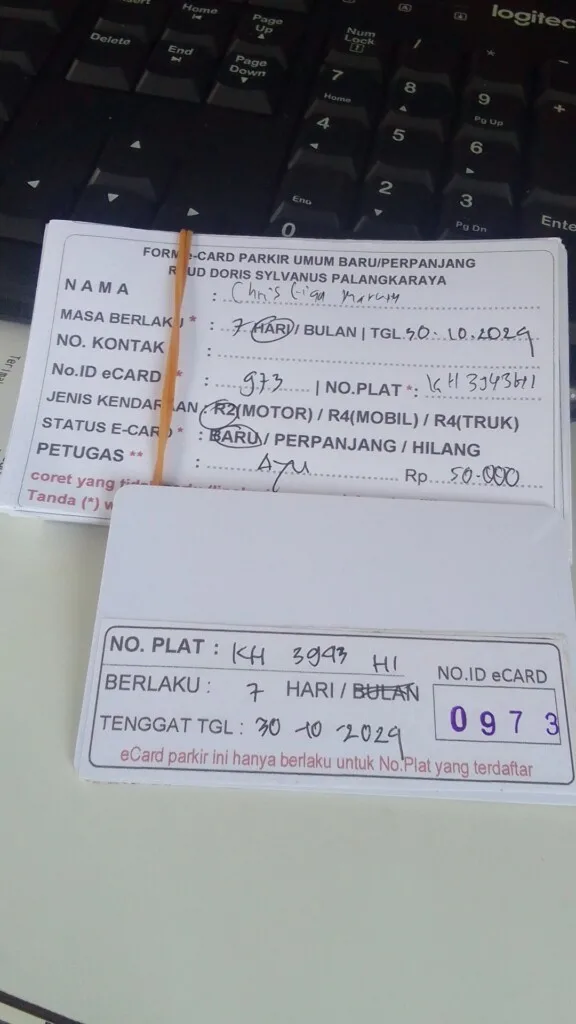 logitec
Home
Page Up
Delete
End
Page Down
Num Lock
/
*
-
7
Home
8
9
Pg Up
+
4
5
6
End
2
3
Pg Dn
0
Enter
FORM e-CARD PARKIR UMUM BARU/PERPANJANG
RSUD DORIS SYLVANUS PALANGKARAYA
NAMA : Chris
MASA BERLAKU * : 7 HARI / BULAN | TGL. 30.10.2029
NO. KONTAK :
No.ID eCARD * : 973 | NO.PLAT *: KH 3943 HI
JENIS KENDARAAN : R2(MOTOR) / R4(MOBIL) / R4(TRUK)
STATUS E-CARD * : BARU / PERPANJANG / HILANG
PETUGAS ** : AYU Rp 50.000
coret yang
Tanda (*) w
NO. PLAT : KH 3943 HI
BERLAKU : 7 HARI / BULAN
NO.ID eCARD
0973
TENGGAT TGL : 30-10-2029
eCard parkir ini hanya berlaku untuk No.Plat yang terdaftar